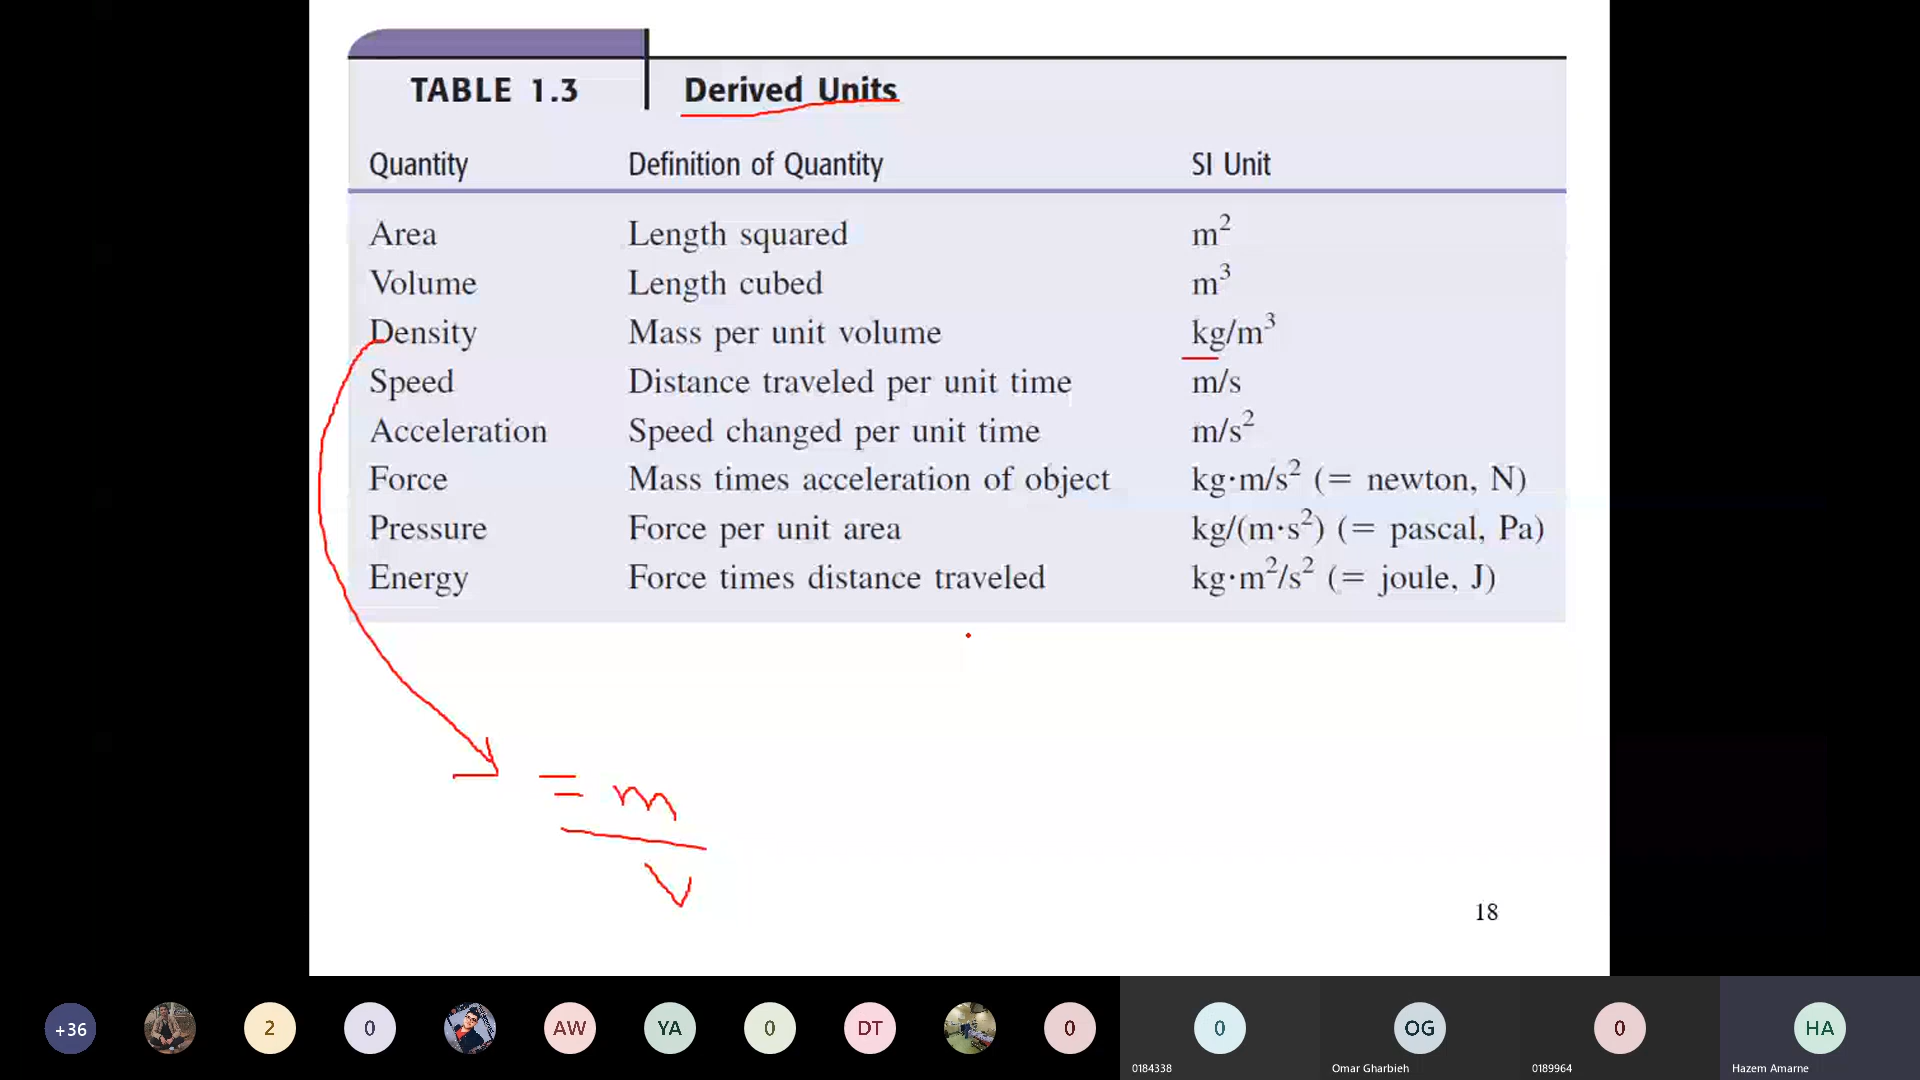 TABLE 1.3 Derived Units
Quantity Definition of Quantity SI Unit
Area Length squared m²
Volume Length cubed m³
Density Mass per unit volume kg/m³
Speed Distance traveled per unit time m/s
Acceleration Speed changed per unit time m/s²
Force Mass times acceleration of object kg·m/s² (= newton, N)
Pressure Force per unit area kg/(m·s²) (= pascal, Pa)
Energy Force times distance traveled kg·m²/s² (= joule, J)
= m
v
18
+36 2 0 AW YA 0 DT 0 0 OG 0 HA
0184338 Omar Gharbieh 0189964 Hazem Amarne